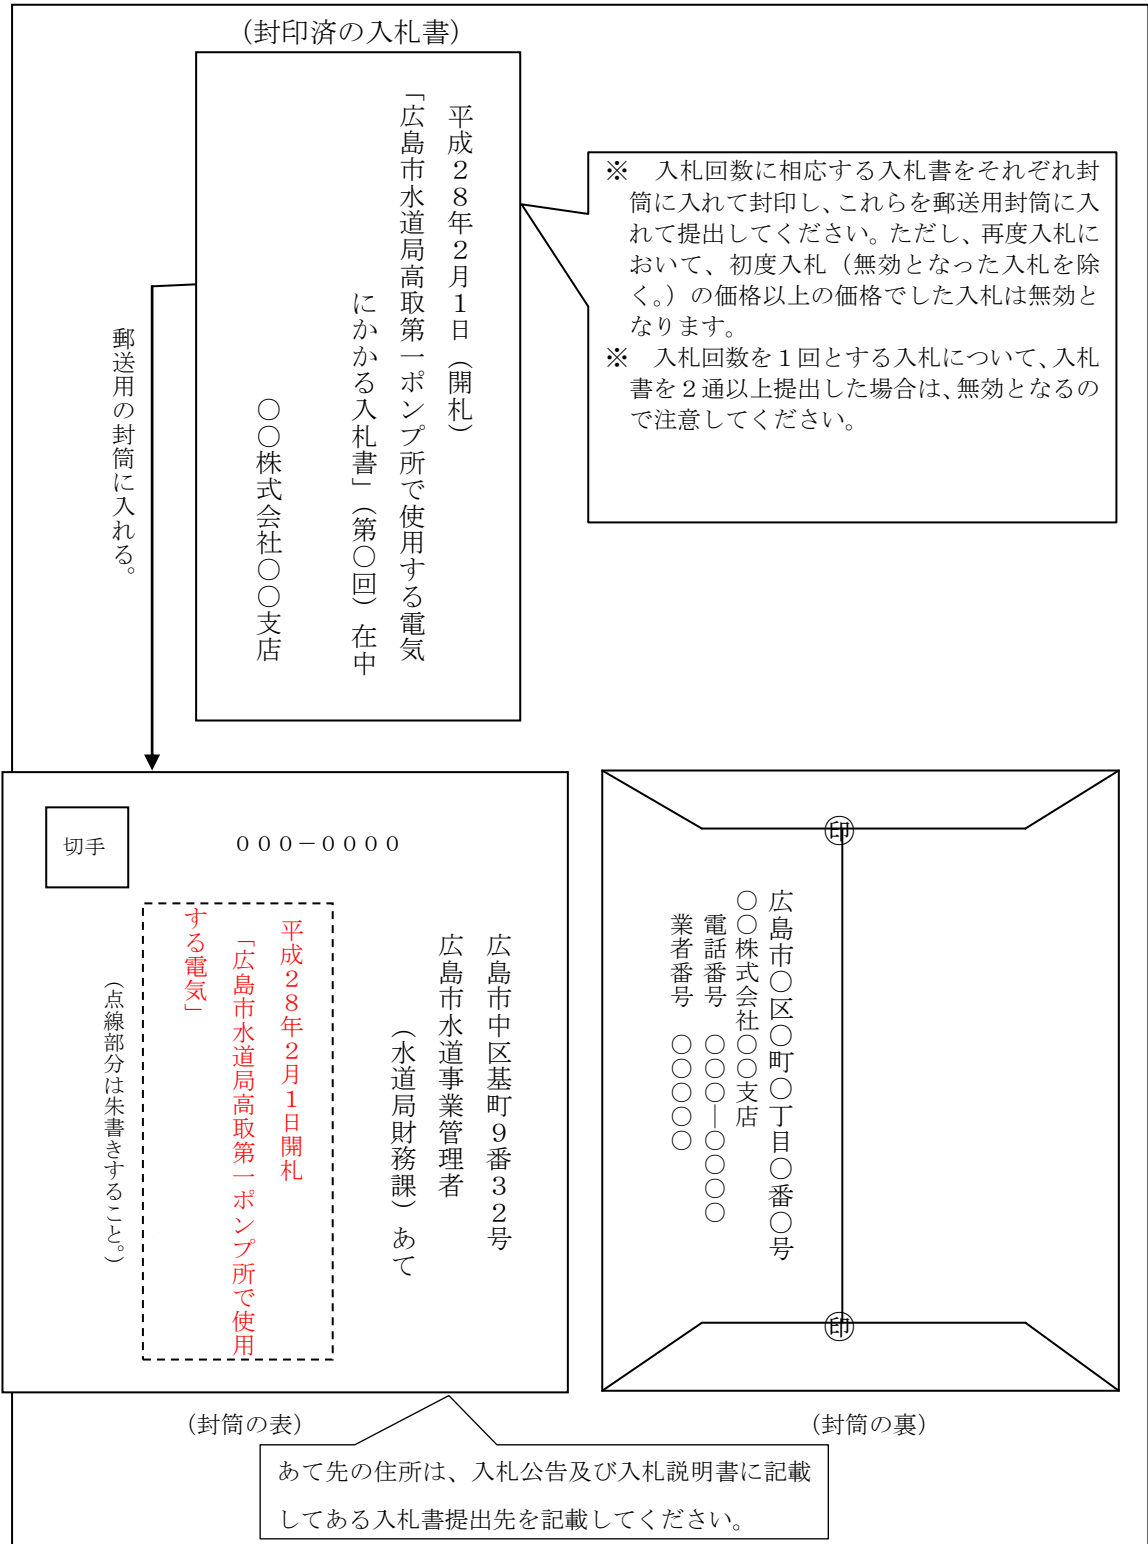 （封印済の入札書）
平成２８年２月１日（開札）
「広島市水道局高取第一ポンプ所で使用する電気
にかかる入札書」（第○回）在中
○○株式会社○○支店
※　入札回数に相応する入札書をそれぞれ封
筒に入れて封印し、これらを郵送用封筒に入
れて提出してください。ただし、再度入札に
おいて、初度入札（無効となった入札を除
く。）の価格以上の価格でした入札は無効と
なります。
※　入札回数を１回とする入札について、入札
書を２通以上提出した場合は、無効となるの
で注意してください。
郵送用の封筒に入れる。
切手
０００－００００
広島市中区基町９番３２号
広島市水道事業管理者
（水道局財務課）あて
平成２８年２月１日開札
「広島市水道局高取第一ポンプ所で使用
する電気」
（点線部分は朱書きすること。）
（封筒の表）
㊞
広島市○区○町○丁目○番○号
○○株式会社○○支店
電話番号　○○○―○○○○
業者番号　○○○○○
㊞
（封筒の裏）
あて先の住所は、入札公告及び入札説明書に記載
してある入札書提出先を記載してください。